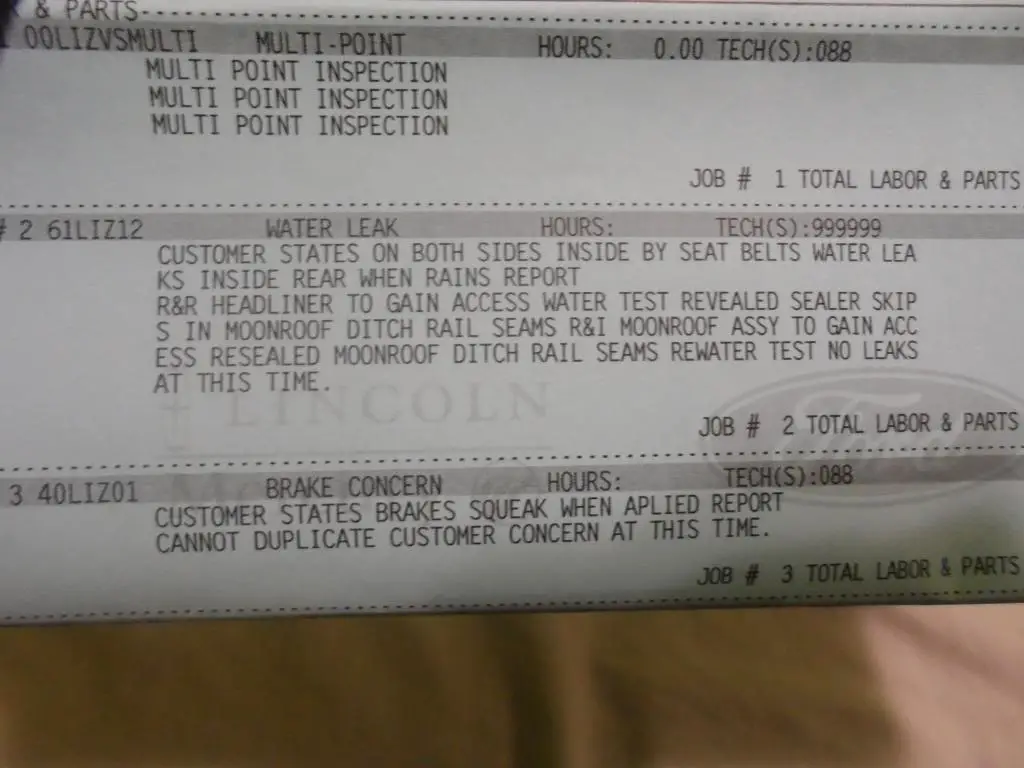 & PARTS
00LIZVSMULTI MULTI-POINT HOURS: 0.00 TECH(S):088
MULTI POINT INSPECTION
MULTI POINT INSPECTION
MULTI POINT INSPECTION
JOB # 1 TOTAL LABOR & PARTS
# 2 61LIZ12 WATER LEAK HOURS: TECH(S):999999
CUSTOMER STATES ON BOTH SIDES INSIDE BY SEAT BELTS WATER LEA
KS INSIDE REAR WHEN RAINS REPORT
R&R HEADLINER TO GAIN ACCESS WATER TEST REVEALED SEALER SKIP
S IN MOONROOF DITCH RAIL SEAMS R&I MOONROOF ASSY TO GAIN ACC
ESS RESEALED MOONROOF DITCH RAIL SEAMS REWATER TEST NO LEAKS
AT THIS TIME.
LINCOLN
Ford
JOB # 2 TOTAL LABOR & PARTS
3 40LIZ01 BRAKE CONCERN HOURS: TECH(S):088
CUSTOMER STATES BRAKES SQUEAK WHEN APLIED REPORT
CANNOT DUPLICATE CUSTOMER CONCERN AT THIS TIME.
JOB # 3 TOTAL LABOR & PARTS